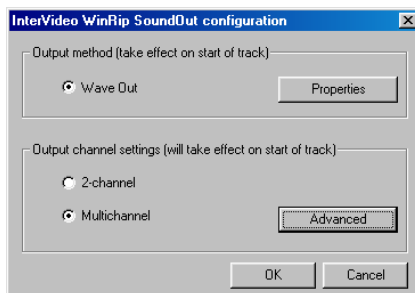 InterVideo WinRip SoundOut configuration
Output method (take effect on start of track)
Wave Out
Properties
Output channel settings (will take effect on start of track)
2-channel
Multichannel
Advanced
OK
Cancel